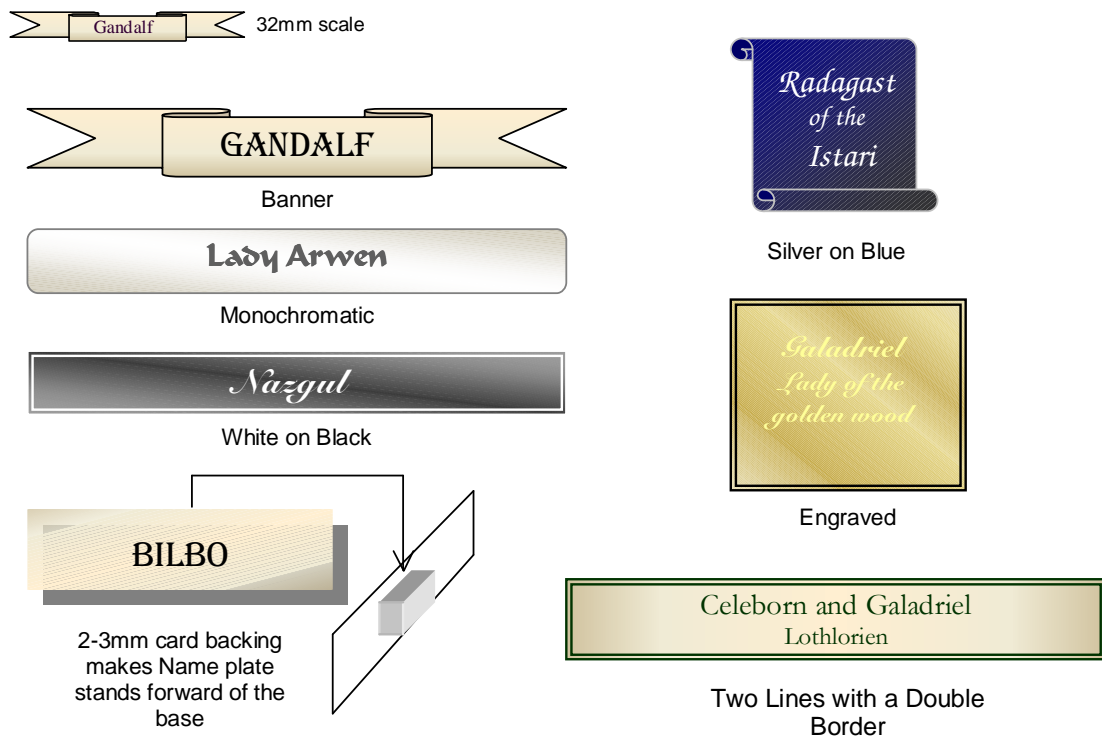 Gandalf
32mm scale
GANDALF
Banner
Lady Arwen
Monochromatic
Nazgul
White on Black
BILBO
2-3mm card backing
makes Name plate
stands forward of the
base
Radagast
of the
Istari
Silver on Blue
Galadriel
Lady of the
golden wood
Engraved
Celeborn and Galadriel
Lothlorien
Two Lines with a Double
Border